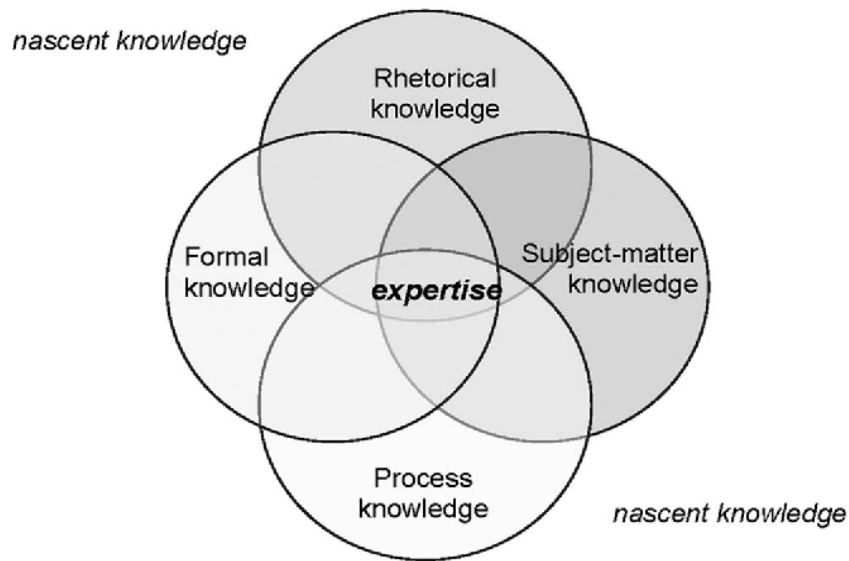 nascent knowledge
Rhetorical
knowledge
Formal
knowledge
Subject-matter
knowledge
expertise
Process
knowledge
nascent knowledge